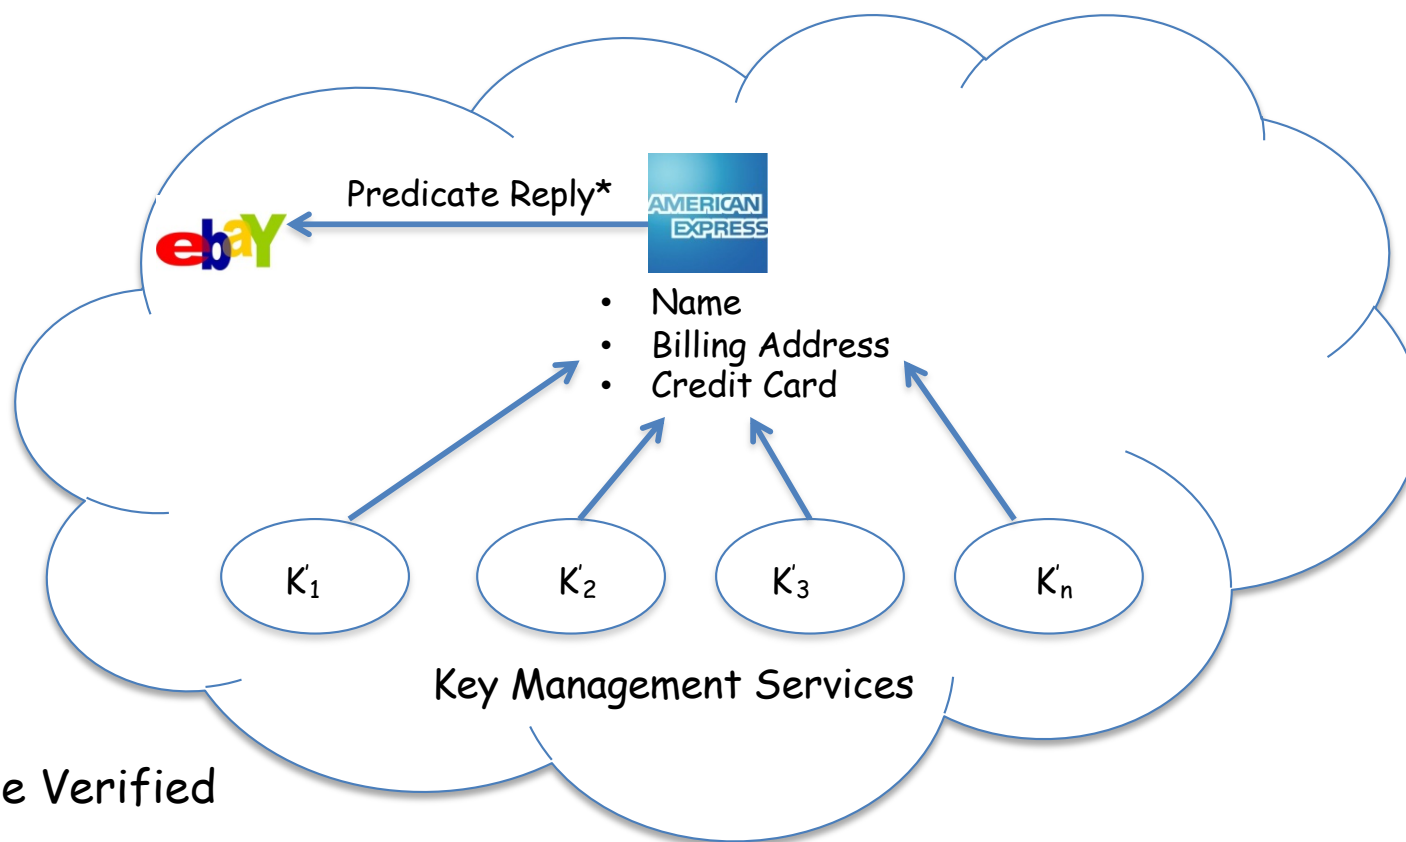 Predicate Reply*
ebaY
AMERICAN
EXPRESS
• Name
• Billing Address
• Credit Card
K'1
K'2
K'3
K'n
Key Management Services
e Verified